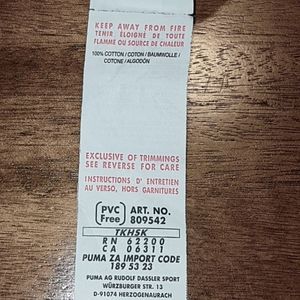 KEEP AWAY FROM FIRE
TENIR ÉLOIGNÉ DE TOUTE
FLAMME OU SOURCE DE CHALEUR
100% COTTON / COTON / BAUMWOLLE /
COTONE / ALGODÓN
EXCLUSIVE OF TRIMMINGS
SEE REVERSE FOR CARE
INSTRUCTIONS D' ENTRETIEN
AU VERSO, HORS GARNITURES
PVC Free
ART. NO.
809542
TKHSK
RN 62200
CA 06311
PUMA ZA IMPORT CODE
189 53 23
PUMA AG RUDOLF DASSLER SPORT
WÜRZBURGER STR. 13
D-91074 HERZOGENAURACH